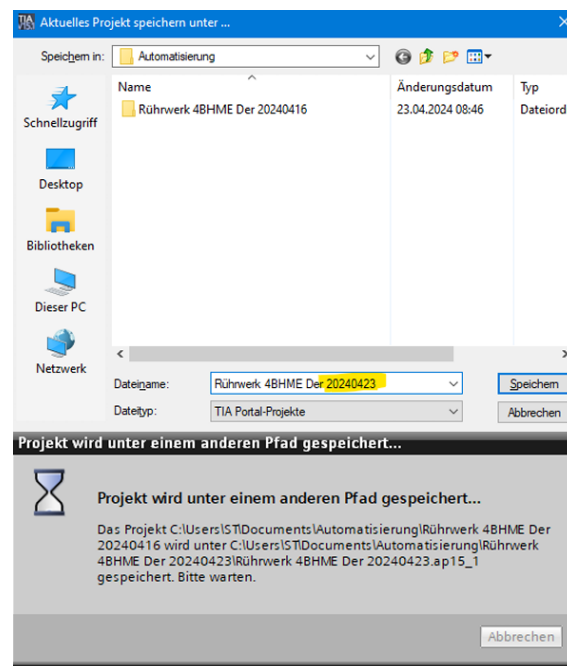 Aktuelles Projekt speichern unter ...
Speichern in: Automatisierung
Name Änderungsdatum Typ
Rührwerk 4BHME Der 20240416 23.04.2024 08:46 Dateiord
Schnellzugriff
Desktop
Bibliotheken
Dieser PC
Netzwerk
Dateiname: Rührwerk 4BHME Der 20240423 Speichern
Dateityp: TIA Portal-Projekte Abbrechen
Projekt wird unter einem anderen Pfad gespeichert...
Projekt wird unter einem anderen Pfad gespeichert...
Das Projekt C:\Users\ST\Documents\Automatisierung\Rührwerk 4BHME Der
20240416 wird unter C:\Users\ST\Documents\Automatisierung\Rührwerk
4BHME Der 20240423\Rührwerk 4BHME Der 20240423.ap15_1
gespeichert. Bitte warten.
Abbrechen